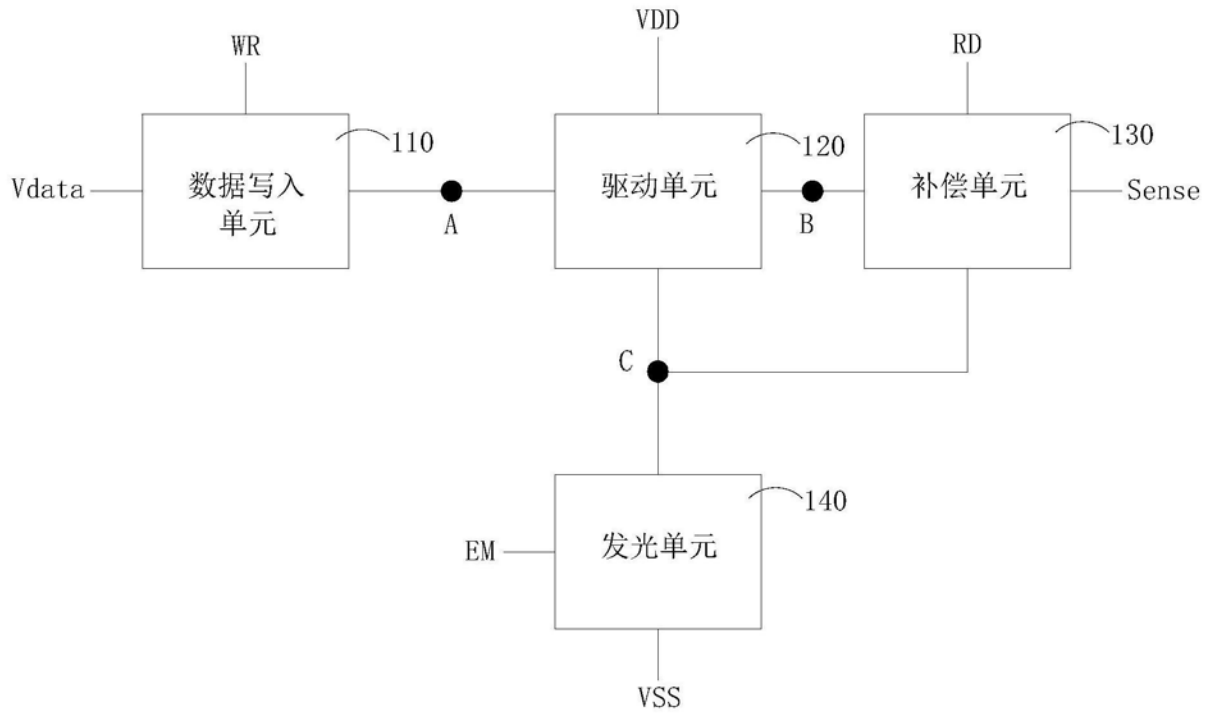 VDD
WR
RD
110
120
130
Vdata
数据写入
单元
驱动单元
补偿单元
Sense
A
B
C
140
EM
发光单元
VSS